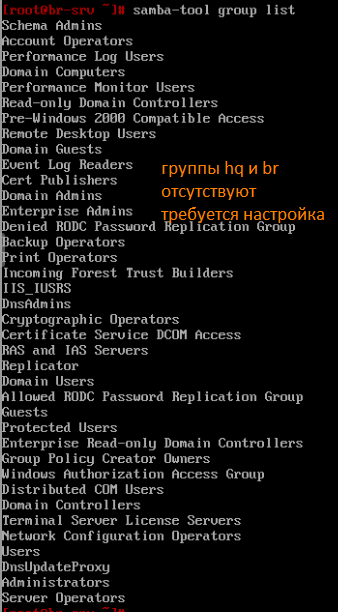 [root@br-srv ~]# samba-tool group list
Schema Admins
Account Operators
Performance Log Users
Domain Computers
Performance Monitor Users
Read-only Domain Controllers
Pre-Windows 2000 Compatible Access
Remote Desktop Users
Domain Guests
Event Log Readers
группы hq и br
Cert Publishers
отсутствуют
Domain Admins
Enterprise Admins
требуется настройка
Denied RODC Password Replication Group
Backup Operators
Print Operators
Incoming Forest Trust Builders
IIS_IUSRS
DnsAdmins
Cryptographic Operators
Certificate Service DCOM Access
RAS and IAS Servers
Replicator
Domain Users
Allowed RODC Password Replication Group
Guests
Protected Users
Enterprise Read-only Domain Controllers
Group Policy Creator Owners
Windows Authorization Access Group
Distributed COM Users
Domain Controllers
Terminal Server License Servers
Network Configuration Operators
Users
DnsUpdateProxy
Administrators
Server Operators
[root@br-srv ~]#